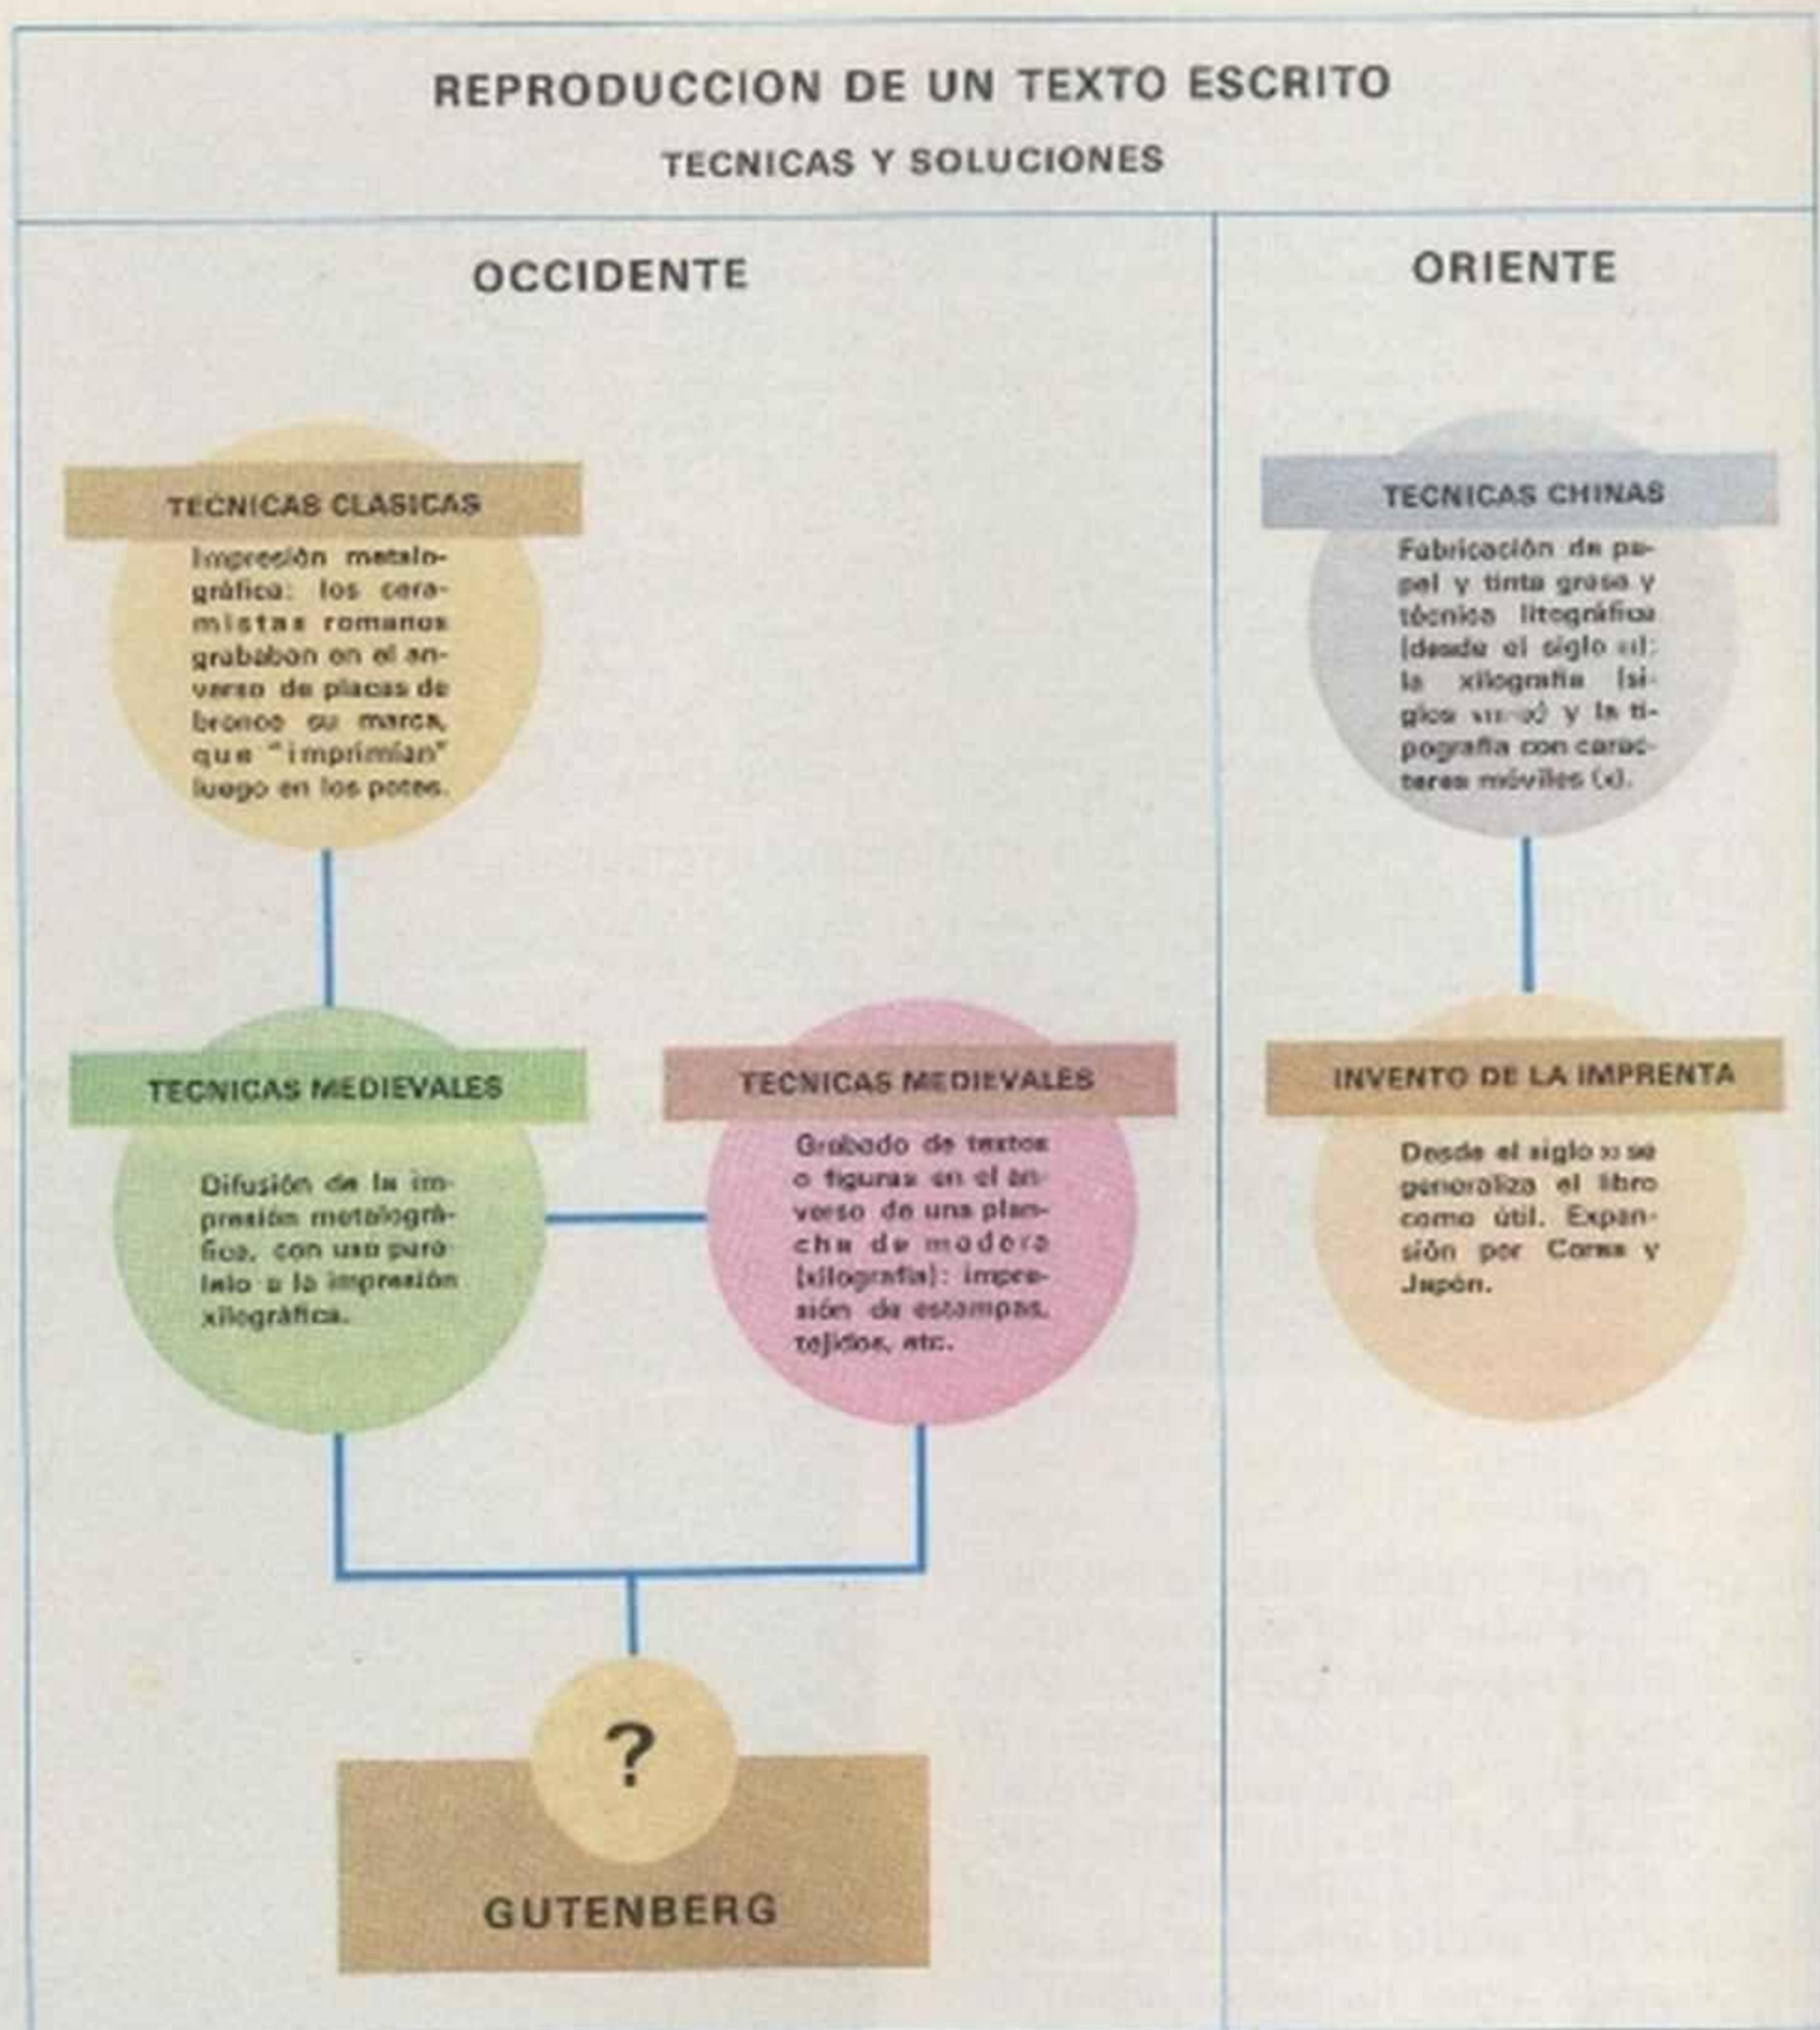 REPRODUCCION DE UN TEXTO ESCRITO
TECNICAS Y SOLUCIONES
OCCIDENTE
TECNICAS CLASICAS
Impresión metalo-
gráfica: los cera-
mistas romanos
grababan en el an-
verso de placas de
bronce su marca,
que "imprimían"
luego en los potes.
TECNICAS MEDIEVALES
Difusión de la im-
presión metalográ-
fica, con uso para-
lelo a la impresión
xilográfica.
TECNICAS MEDIEVALES
Grabado de textos
o figuras en el an-
verso de una plan-
cha de madera
(xilografía): impre-
sión de estampas,
tejidos, etc.
?
GUTENBERG
ORIENTE
TECNICAS CHINAS
Fabricación de pa-
pel y tinta grasa y
técnica litográfica
(desde el siglo
la xilografía (si-
glos y la ti-
pografía con carac-
teres móviles (x).
INVENTO DE LA IMPRENTA
Desde el siglo XI se
generaliza el libro
como útil. Expan-
sión por Corea y
Japón.